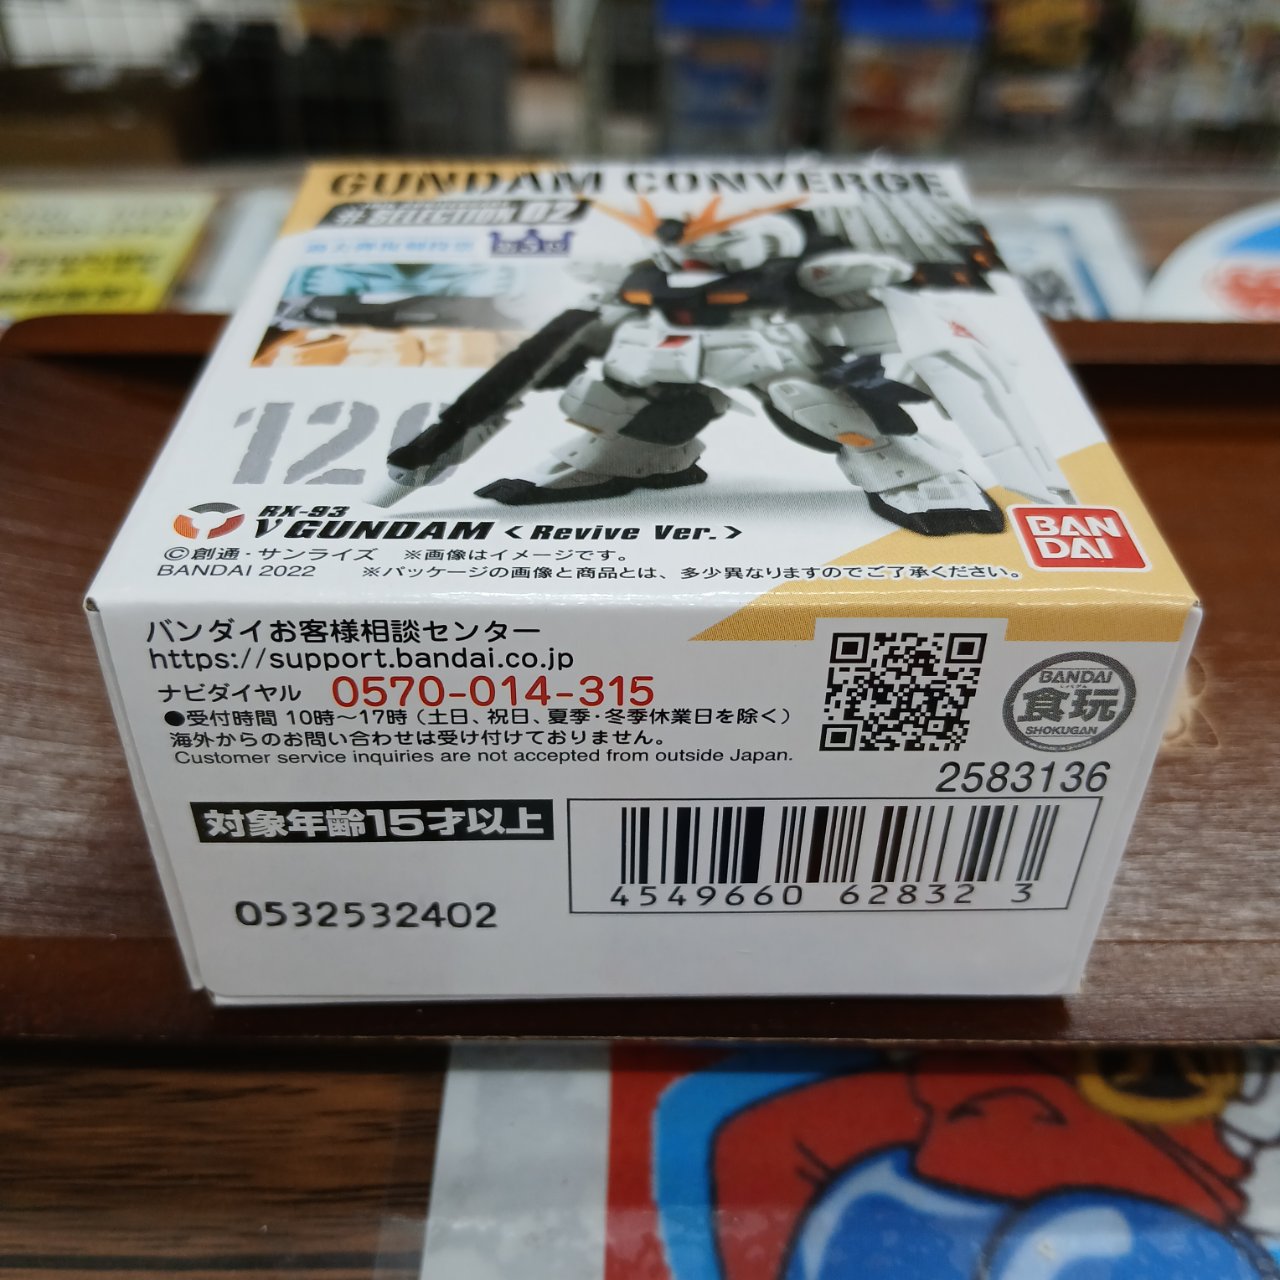 GUNDAM CONVERGE
SELECTION 02
RX-93
νGUNDAM < Revive Ver. >
©創通・サンライズ ※画像はイメージです。
BANDAI 2022 ※パッケージの画像と商品とは、多少異なりますのでご了承ください。
BAN
DAI
バンダイお客様相談センター
https://support.bandai.co.jp
ナビダイヤル 0570-014-315
●受付時間 10時～17時(土日、祝日、夏季・冬季休業日を除く)
海外からのお問い合わせは受け付けておりません。
Customer service inquiries are not accepted from outside Japan.
BANDAI
食玩
SHOKUGAN
2583136
対象年齢15才以上
4549660 62832 3
0532532402